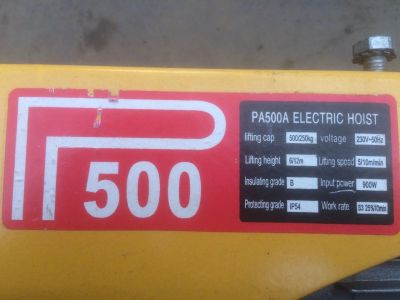 P 500
PA500A ELECTRIC HOIST
lifting cap 500/250kg voltage 230V~50Hz
Lifting height 6/12m Lifting speed 5/10m/min
Insulating grade B Input power 900W
Protecting grade IP54 Work rate S3 25%10min